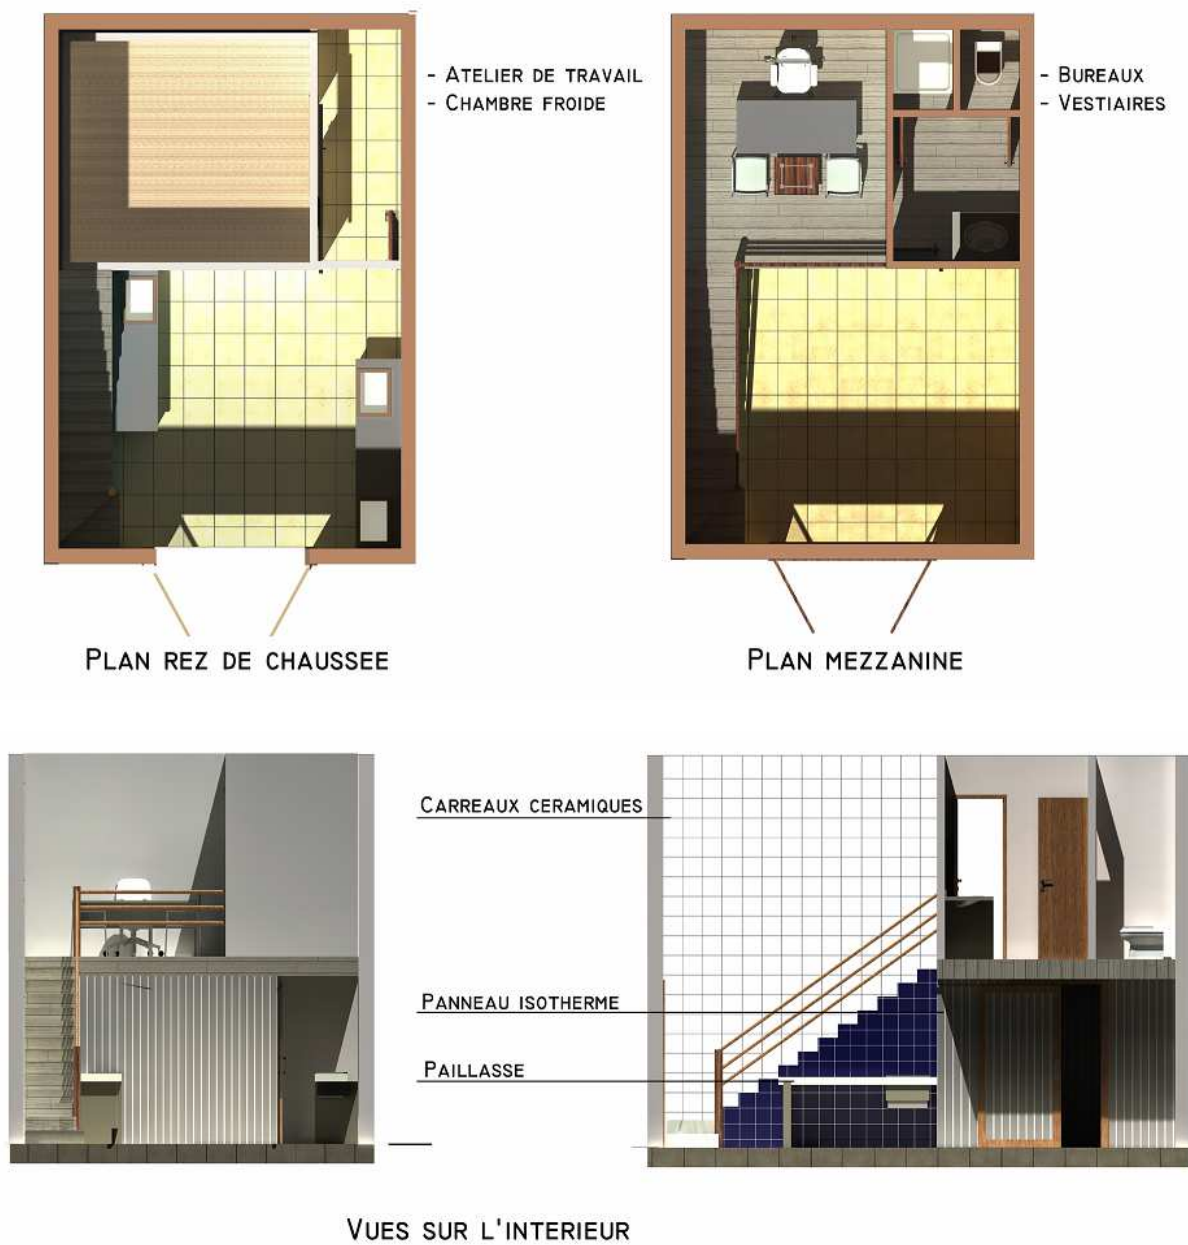 - ATELIER DE TRAVAIL
- CHAMBRE FROIDE
- BUREAUX
- VESTIAIRES
PLAN REZ DE CHAUSSEE
PLAN MEZZANINE
CARREAUX CERAMIQUES
PANNEAU ISOTHERME
PAILLASSE
VUES SUR L'INTERIEUR